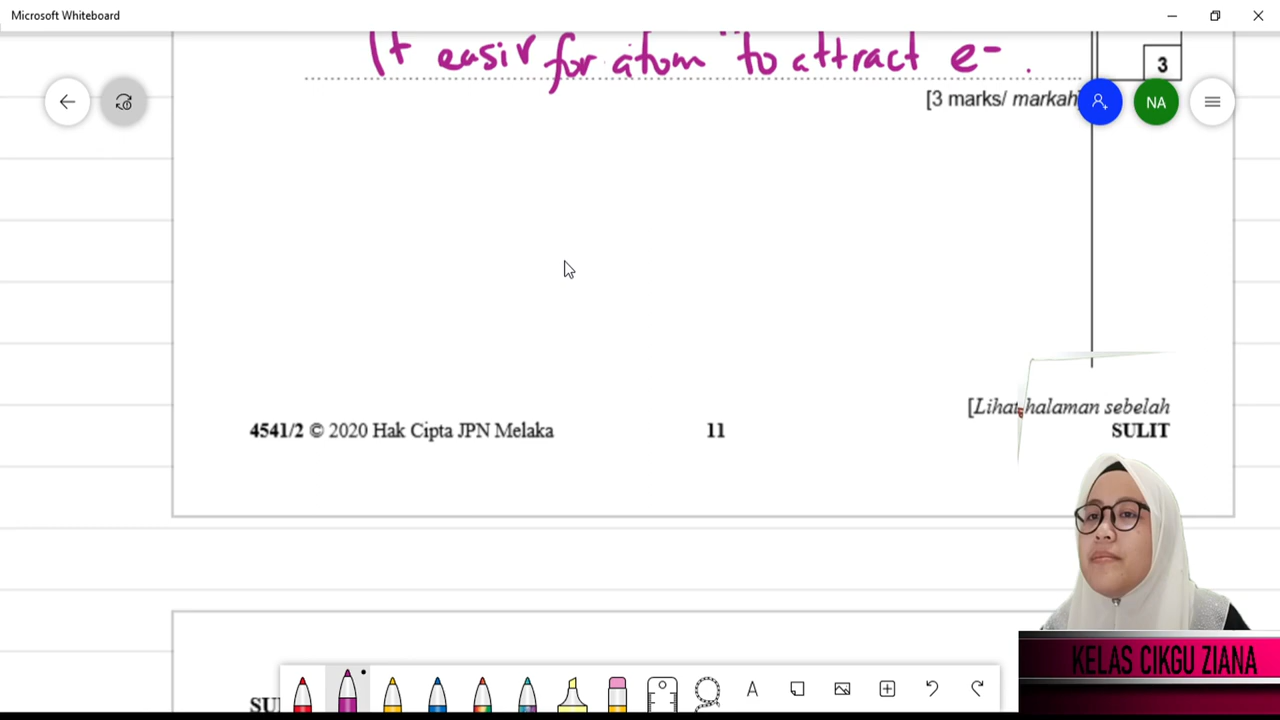 Microsoft Whiteboard
It easir for atom to attract e- .
3
[3 marks/ markah
NA
[Lihat halaman sebelah
4541/2 © 2020 Hak Cipta JPN Melaka
11
SULIT
KELAS CIKGU ZIANA
SU
A